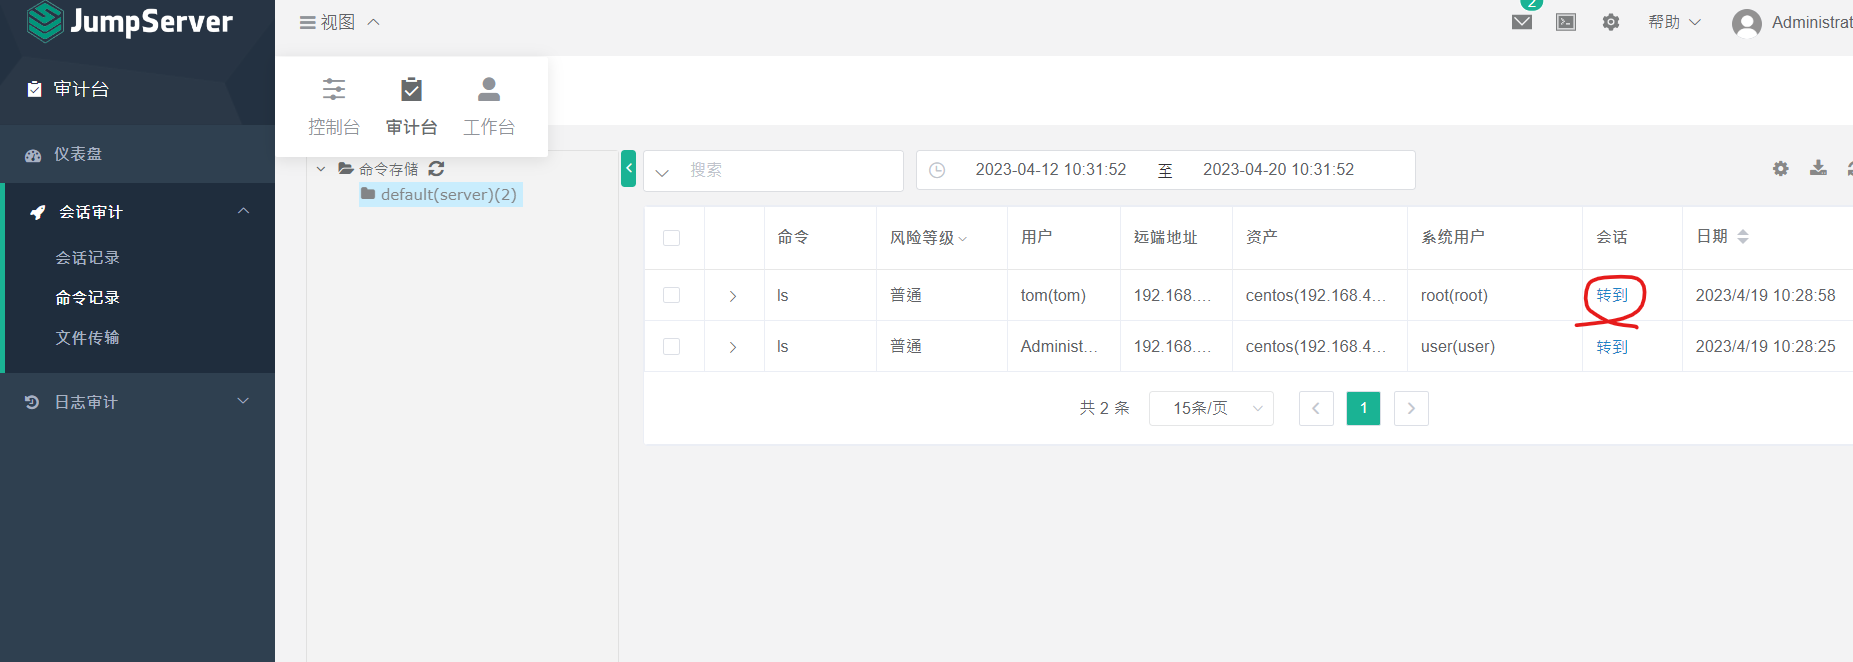 JumpServer
视图
2
帮助
Administrat
审计台
控制台
审计台
工作台
仪表盘
会话审计
会话记录
命令记录
文件传输
日志审计
命令存储
default(server)(2)
搜索
2023-04-12 10:31:52 至 2023-04-20 10:31:52
命令 风险等级 用户 远端地址 资产 系统用户 会话 日期
ls 普通 tom(tom) 192.168.... centos(192.168.4... root(root) 转到 2023/4/19 10:28:58
ls 普通 Administ... 192.168.... centos(192.168.4... user(user) 转到 2023/4/19 10:28:25
共 2 条 15条/页 1